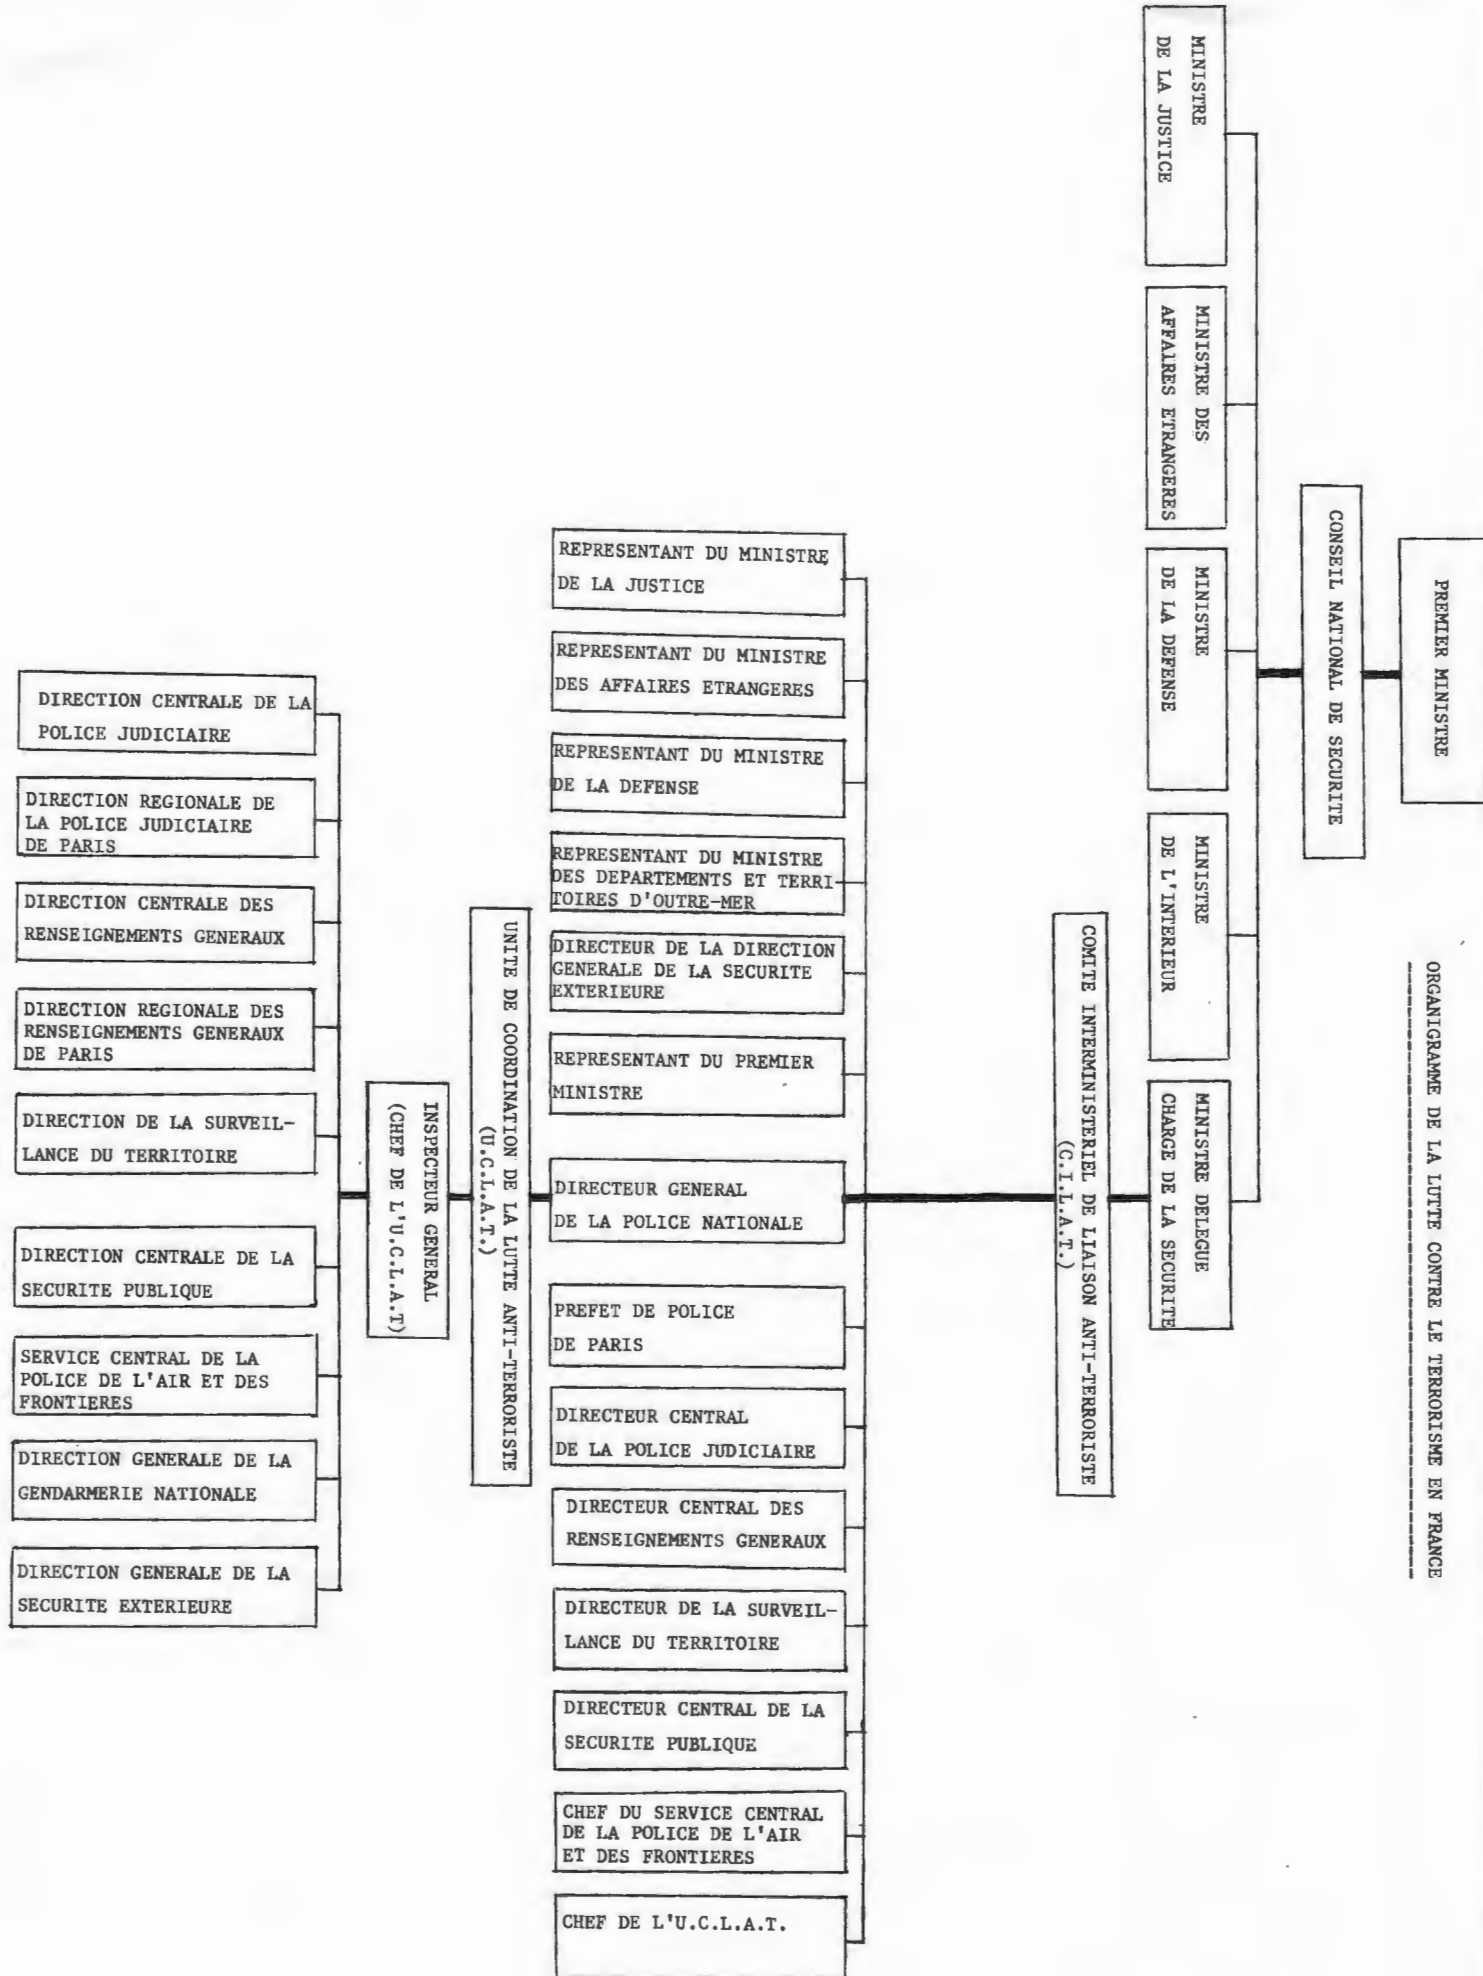 ORGANIGRAMME DE LA LUTTE CONTRE LE TERRORISME EN FRANCE
PREMIER MINISTRE
CONSEIL NATIONAL DE SECURITE
MINISTRE
DE LA JUSTICE
MINISTRE DES
AFFAIRES ETRANGERES
MINISTRE
DE LA DEFENSE
MINISTRE
DE L'INTERIEUR
MINISTRE DELEGUE
CHARGE DE LA SECURITE
COMITE INTERMINISTERIEL DE LIAISON ANTI-TERRORISTE
(C.I.L.A.T.)
REPRESENTANT DU MINISTRE
DE LA JUSTICE
REPRESENTANT DU MINISTRE
DES AFFAIRES ETRANGERES
REPRESENTANT DU MINISTRE
DE LA DEFENSE
REPRESENTANT DU MINISTRE
DES DEPARTEMENTS ET TERRI-
TOIRES D'OUTRE-MER
DIRECTEUR DE LA DIRECTION
GENERALE DE LA SECURITE
EXTERIEURE
REPRESENTANT DU PREMIER
MINISTRE
DIRECTEUR GENERAL
DE LA POLICE NATIONALE
PREFET DE POLICE
DE PARIS
DIRECTEUR CENTRAL
DE LA POLICE JUDICIAIRE
DIRECTEUR CENTRAL DES
RENSEIGNEMENTS GENERAUX
DIRECTEUR DE LA SURVEIL-
LANCE DU TERRITOIRE
DIRECTEUR CENTRAL DE LA
SECURITE PUBLIQUE
CHEF DU SERVICE CENTRAL
DE LA POLICE DE L'AIR
ET DES FRONTIERES
CHEF DE L'U.C.L.A.T.
UNITE DE COORDINATION DE LA LUTTE ANTI-TERRORISTE
(U.C.L.A.T.)
INSPECTEUR GENERAL
(CHEF DE L'U.C.L.A.T)
DIRECTION CENTRALE DE LA
POLICE JUDICIAIRE
DIRECTION REGIONALE DE
LA POLICE JUDICIAIRE
DE PARIS
DIRECTION CENTRALE DES
RENSEIGNEMENTS GENERAUX
DIRECTION REGIONALE DES
RENSEIGNEMENTS GENERAUX
DE PARIS
DIRECTION DE LA SURVEIL-
LANCE DU TERRITOIRE
DIRECTION CENTRALE DE LA
SECURITE PUBLIQUE
SERVICE CENTRAL DE LA
POLICE DE L'AIR ET DES
FRONTIERES
DIRECTION GENERALE DE LA
GENDARMERIE NATIONALE
DIRECTION GENERALE DE LA
SECURITE EXTERIEURE